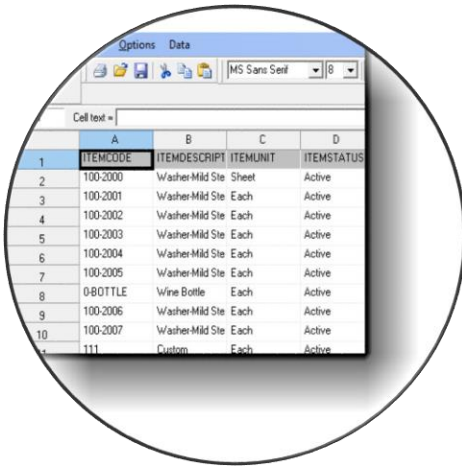 Options Data
MS Sans Serif 8
Cell text =
A B C D
1 ITEMCODE ITEMDESCRIPT ITEMUNIT ITEMSTATUS
2 100-2000 Washer-Mild Ste Sheet Active
3 100-2001 Washer-Mild Ste Each Active
4 100-2002 Washer-Mild Ste Each Active
5 100-2003 Washer-Mild Ste Each Active
6 100-2004 Washer-Mild Ste Each Active
7 100-2005 Washer-Mild Ste Each Active
8 0-BOTTLE Wine Bottle Each Active
9 100-2006 Washer-Mild Ste Each Active
10 100-2007 Washer-Mild Ste Each Active
111 Custom Each Active